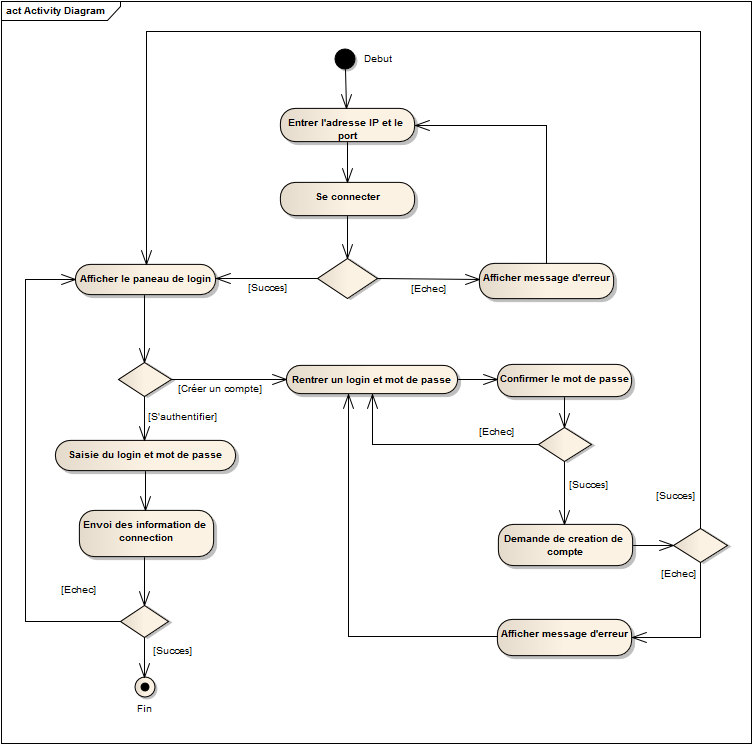 act Activity Diagram
Debut
Entrer l'adresse IP et le
port
Se connecter
Afficher le paneau de login
[Succes]
[Echec]
Afficher message d'erreur
[Créer un compte]
Rentrer un login et mot de passe
Confirmer le mot de passe
[S'authentifier]
[Echec]
Saisie du login et mot de passe
[Succes]
[Succes]
Envoi des information de
connection
Demande de creation de
compte
[Echec]
[Echec]
Afficher message d'erreur
[Succes]
Fin